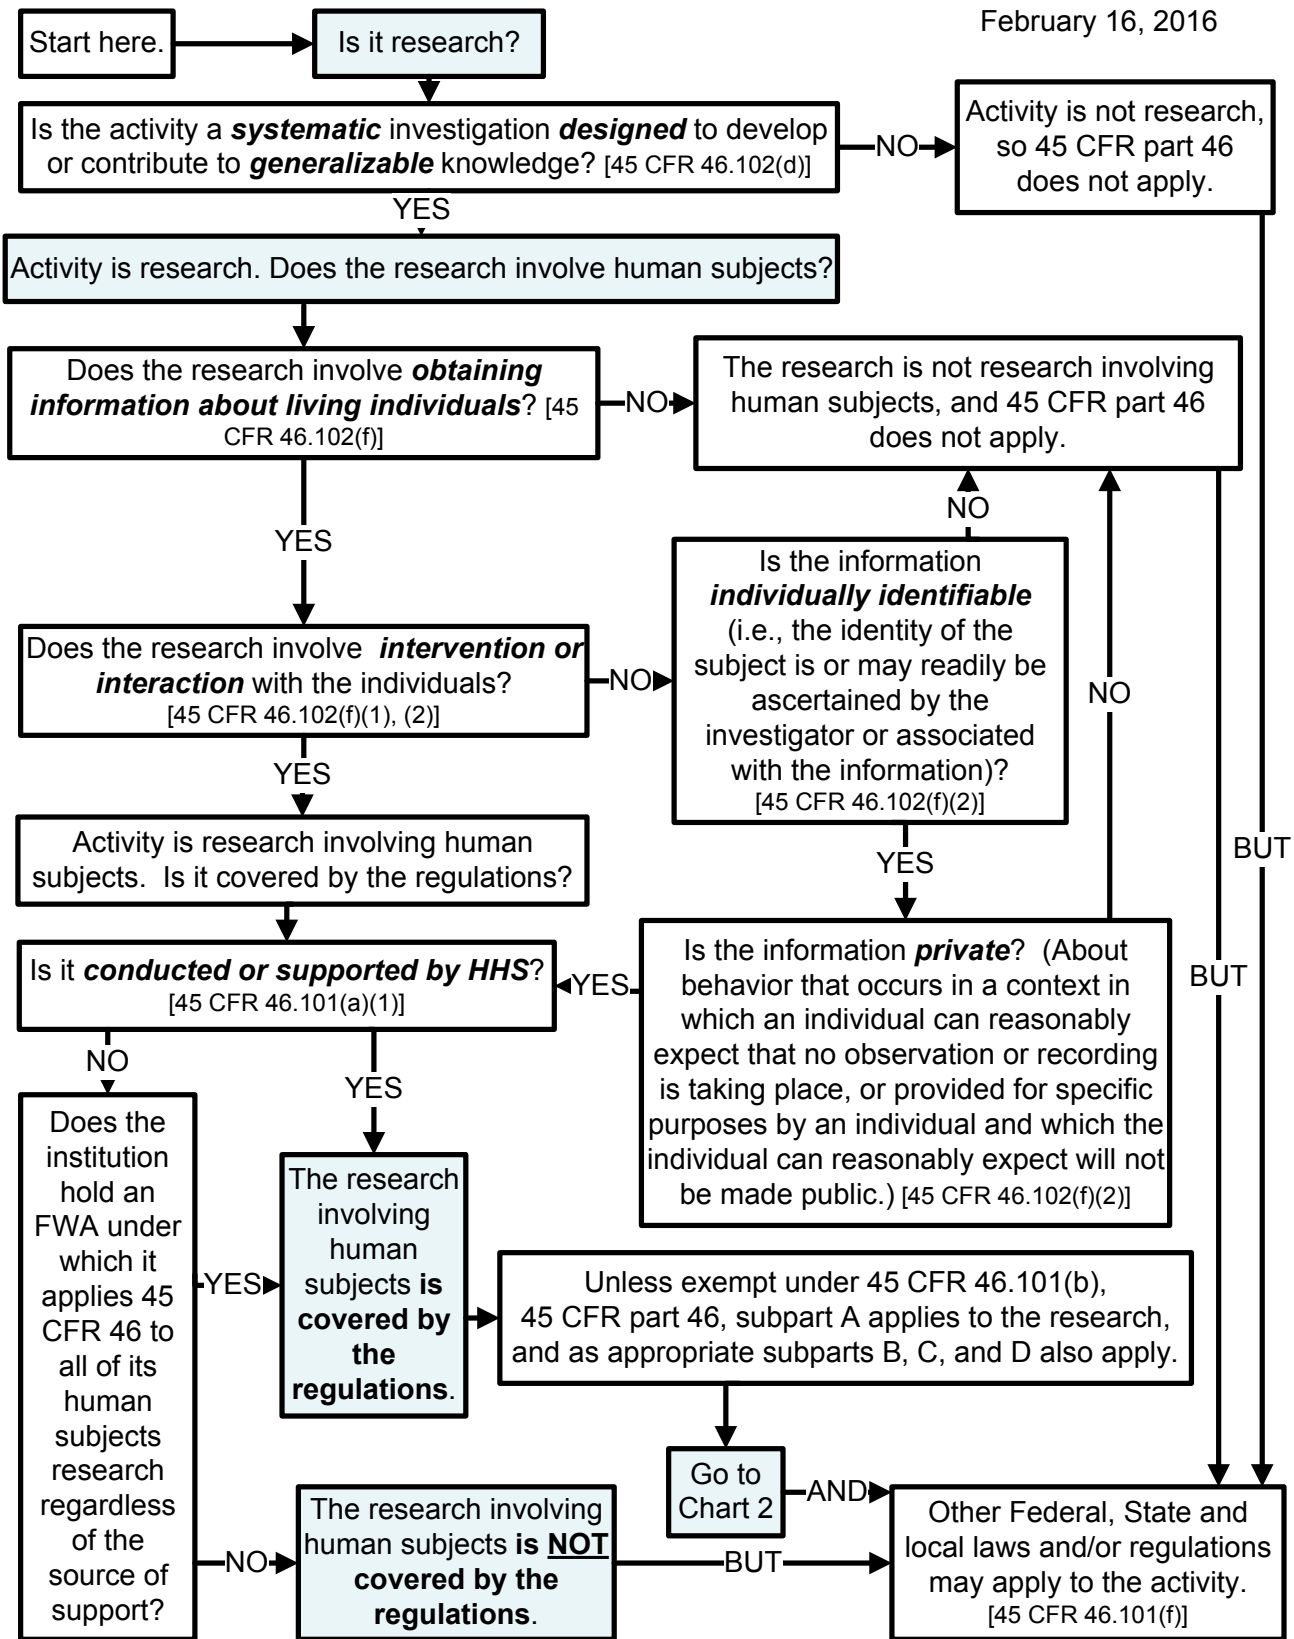 February 16, 2016
Start here.
Is it research?
Is the activity a systematic investigation designed to develop
or contribute to generalizable knowledge? [45 CFR 46.102(d)]
NO
Activity is not research,
so 45 CFR part 46
does not apply.
YES
Activity is research. Does the research involve human subjects?
Does the research involve obtaining
information about living individuals? [45
CFR 46.102(f)]
NO
The research is not research involving
human subjects, and 45 CFR part 46
does not apply.
YES
NO
NO
Is the information
individually identifiable
(i.e., the identity of the
subject is or may readily be
ascertained by the
investigator or associated
with the information)?
[45 CFR 46.102(f)(2)]
Does the research involve intervention or
interaction with the individuals?
[45 CFR 46.102(f)(1), (2)]
NO
YES
YES
BUT
Activity is research involving human
subjects. Is it covered by the regulations?
Is it conducted or supported by HHS?
[45 CFR 46.101(a)(1)]
YES
Is the information private? (About
behavior that occurs in a context in
which an individual can reasonably
expect that no observation or recording
is taking place, or provided for specific
purposes by an individual and which the
individual can reasonably expect will not
be made public.) [45 CFR 46.102(f)(2)]
BUT
NO
YES
Does the
institution
hold an
FWA under
which it
applies 45
CFR 46 to
all of its
human
subjects
research
regardless
of the
source of
support?
YES
The research
involving
human
subjects is
covered by
the
regulations.
Unless exempt under 45 CFR 46.101(b),
45 CFR part 46, subpart A applies to the research,
and as appropriate subparts B, C, and D also apply.
Go to
Chart 2
AND
NO
The research involving
human subjects is NOT
covered by the
regulations.
BUT
Other Federal, State and
local laws and/or regulations
may apply to the activity.
[45 CFR 46.101(f)]